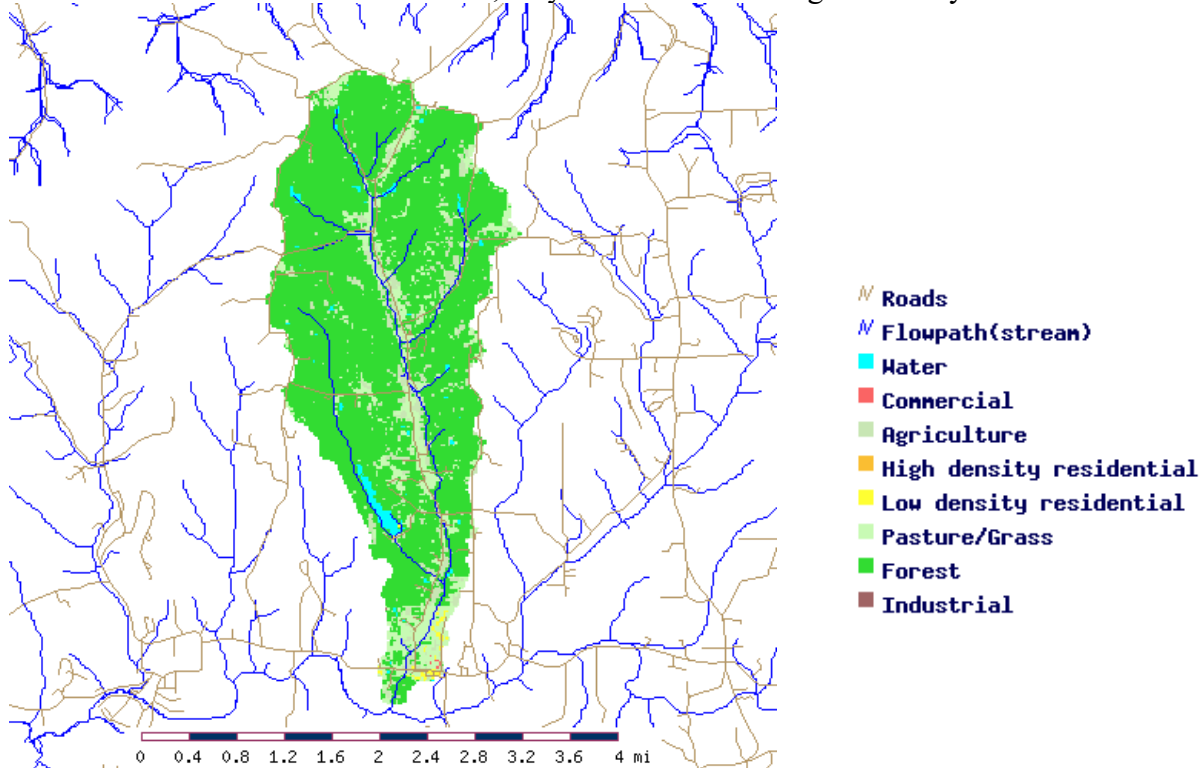 Roads
Flowpath(stream)
Water
Commercial
Agriculture
High density residential
Low density residential
Pasture/Grass
Forest
Industrial
0 0.4 0.8 1.2 1.6 2 2.4 2.8 3.2 3.6 4 mi